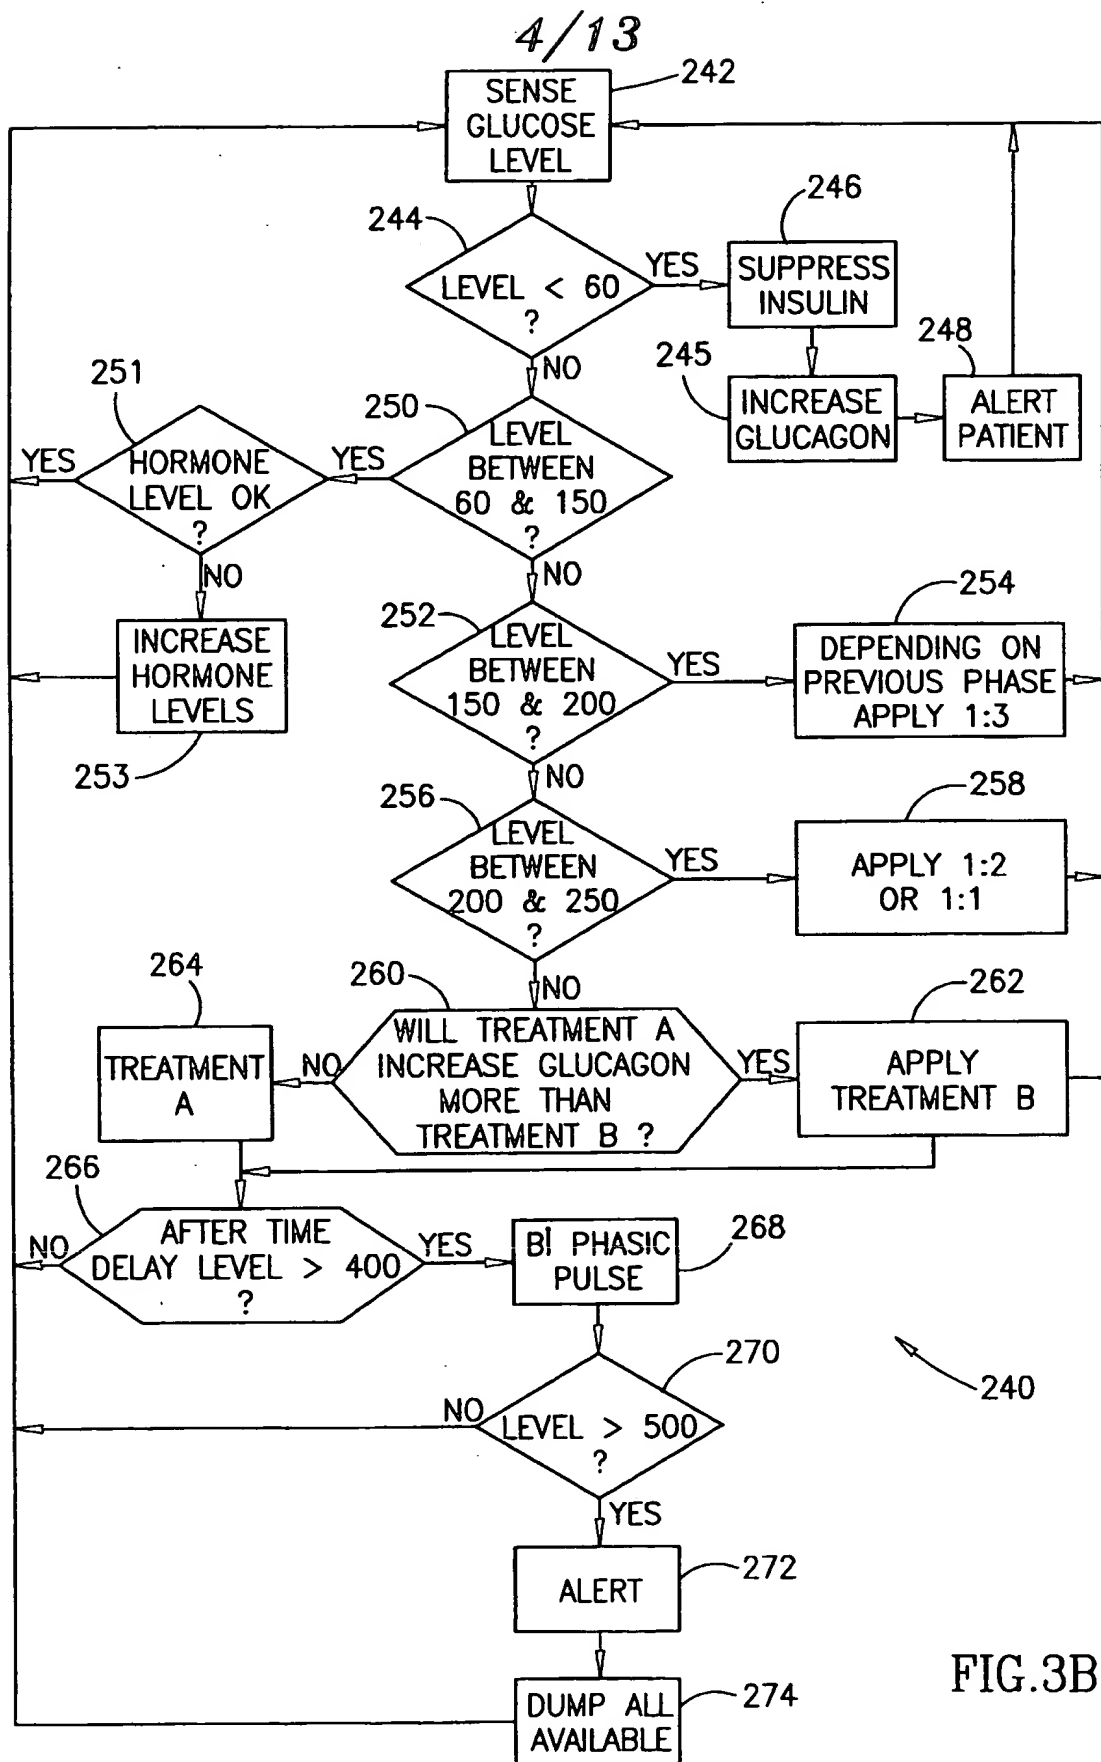 4/13
242
SENSE
GLUCOSE
LEVEL
244
LEVEL < 60
?
YES
246
SUPPRESS
INSULIN
245
INCREASE
GLUCAGON
248
ALERT
PATIENT
NO
250
LEVEL
BETWEEN
60 & 150
?
YES
251
HORMONE
LEVEL OK
?
YES
NO
INCREASE
HORMONE
LEVELS
253
NO
252
LEVEL
BETWEEN
150 & 200
?
YES
254
DEPENDING ON
PREVIOUS PHASE
APPLY 1:3
NO
256
LEVEL
BETWEEN
200 & 250
?
YES
258
APPLY 1:2
OR 1:1
NO
260
WILL TREATMENT A
INCREASE GLUCAGON
MORE THAN
TREATMENT B ?
YES
262
APPLY
TREATMENT B
NO
264
TREATMENT
A
266
AFTER TIME
DELAY LEVEL > 400
?
NO
YES
268
BI PHASIC
PULSE
270
LEVEL > 500
?
NO
YES
240
272
ALERT
274
DUMP ALL
AVAILABLE
FIG.3B